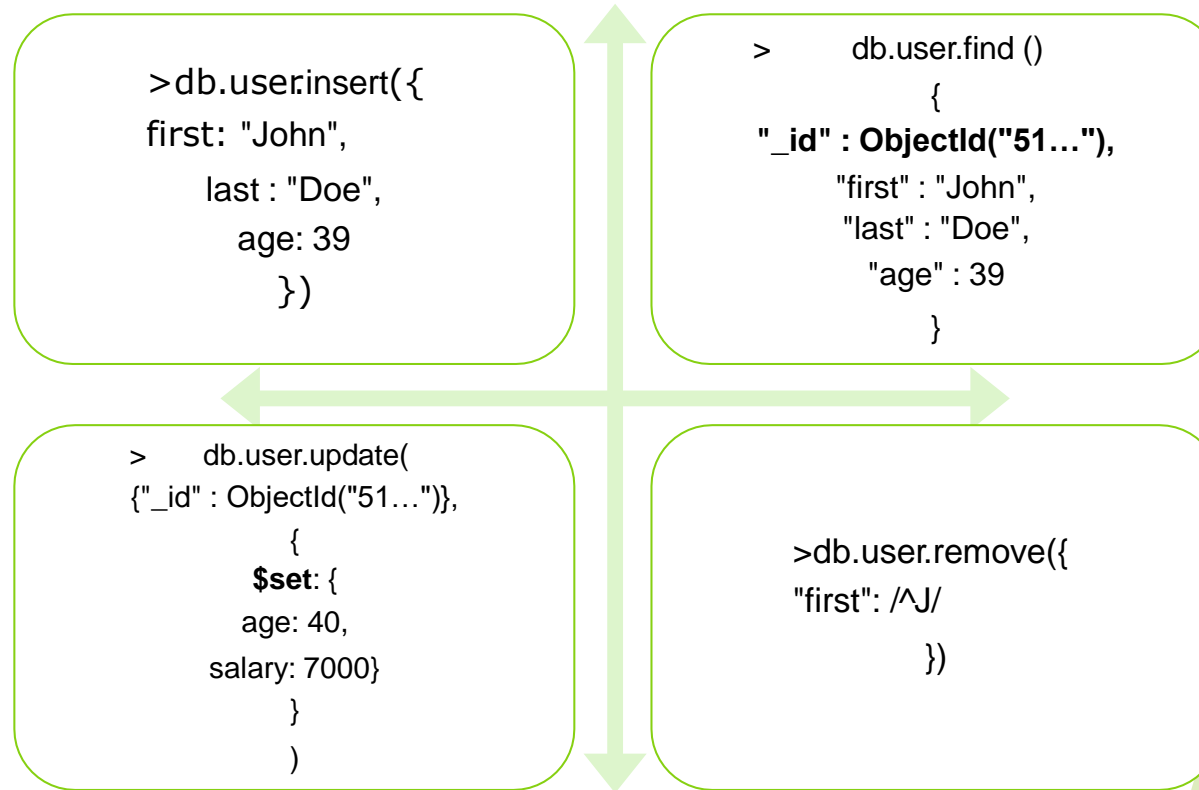 >db.user.insert({
first: "John",
last : "Doe",
age: 39
})
> db.user.find ()
{
"_id" : ObjectId("51…"),
"first" : "John",
"last" : "Doe",
"age" : 39
}
> db.user.update(
{"_id" : ObjectId("51…")},
{
$set: {
age: 40,
salary: 7000}
}
)
>db.user.remove({
"first": /^J/
})